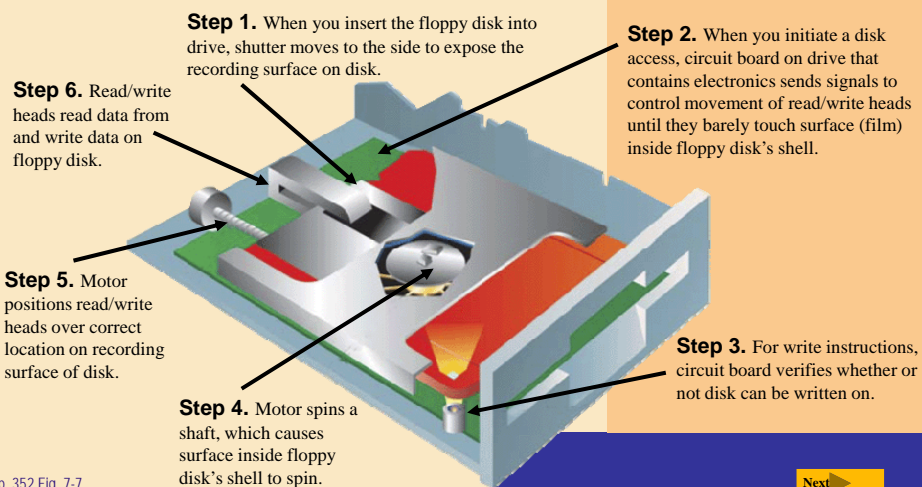 Step 1. When you insert the floppy disk into
drive, shutter moves to the side to expose the
recording surface on disk.
Step 2. When you initiate a disk
access, circuit board on drive that
contains electronics sends signals to
control movement of read/write heads
until they barely touch surface (film)
inside floppy disk's shell.
Step 3. For write instructions,
circuit board verifies whether or
not disk can be written on.
Step 4. Motor spins a
shaft, which causes
surface inside floppy
disk's shell to spin.
Step 5. Motor
positions read/write
heads over correct
location on recording
surface of disk.
Step 6. Read/write
heads read data from
and write data on
floppy disk.
p. 352 Fig. 7-7
Next